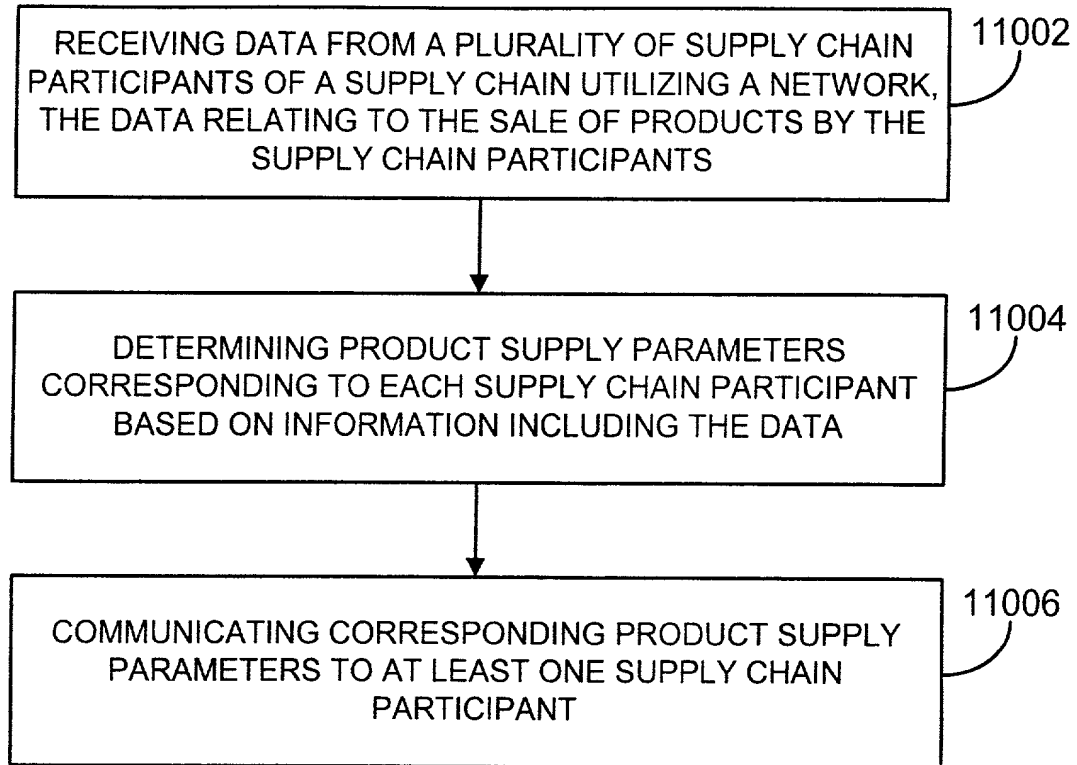 RECEIVING DATA FROM A PLURALITY OF SUPPLY CHAIN
PARTICIPANTS OF A SUPPLY CHAIN UTILIZING A NETWORK,
THE DATA RELATING TO THE SALE OF PRODUCTS BY THE
SUPPLY CHAIN PARTICIPANTS
11002
DETERMINING PRODUCT SUPPLY PARAMETERS
CORRESPONDING TO EACH SUPPLY CHAIN PARTICIPANT
BASED ON INFORMATION INCLUDING THE DATA
11004
COMMUNICATING CORRESPONDING PRODUCT SUPPLY
PARAMETERS TO AT LEAST ONE SUPPLY CHAIN
PARTICIPANT
11006